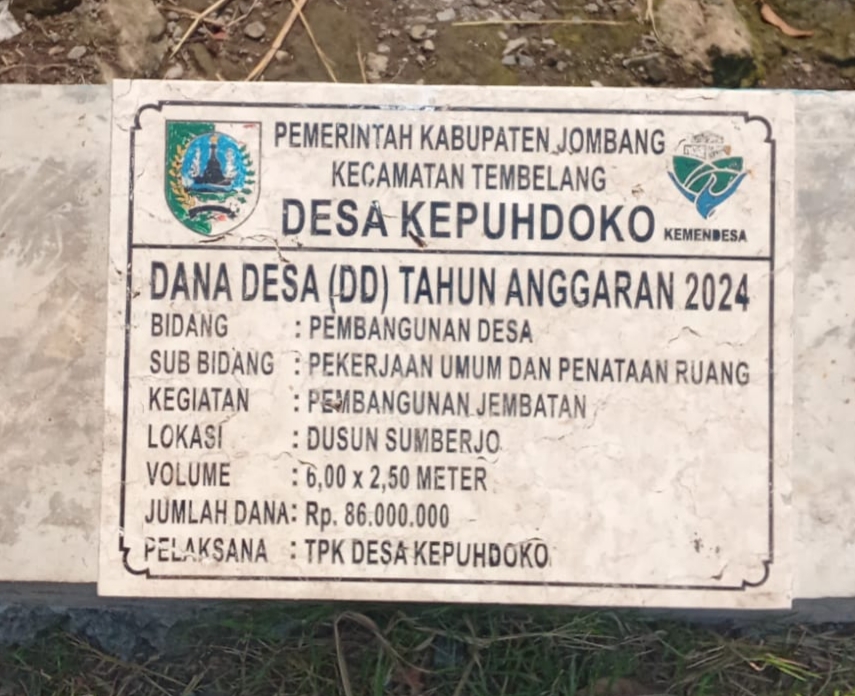 PEMERINTAH KABUPATEN JOMBANG
KECAMATAN TEMBELANG
DESA KEPUHDOKO
KEMENDESA
DANA DESA (DD) TAHUN ANGGARAN 2024
BIDANG : PEMBANGUNAN DESA
SUB BIDANG : PEKERJAAN UMUM DAN PENATAAN RUANG
KEGIATAN : PEMBANGUNAN JEMBATAN
LOKASI : DUSUN SUMBERJO
VOLUME : 6,00 x 2,50 METER
JUMLAH DANA: Rp. 86.000.000
PELAKSANA : TPK DESA KEPUHDOKO